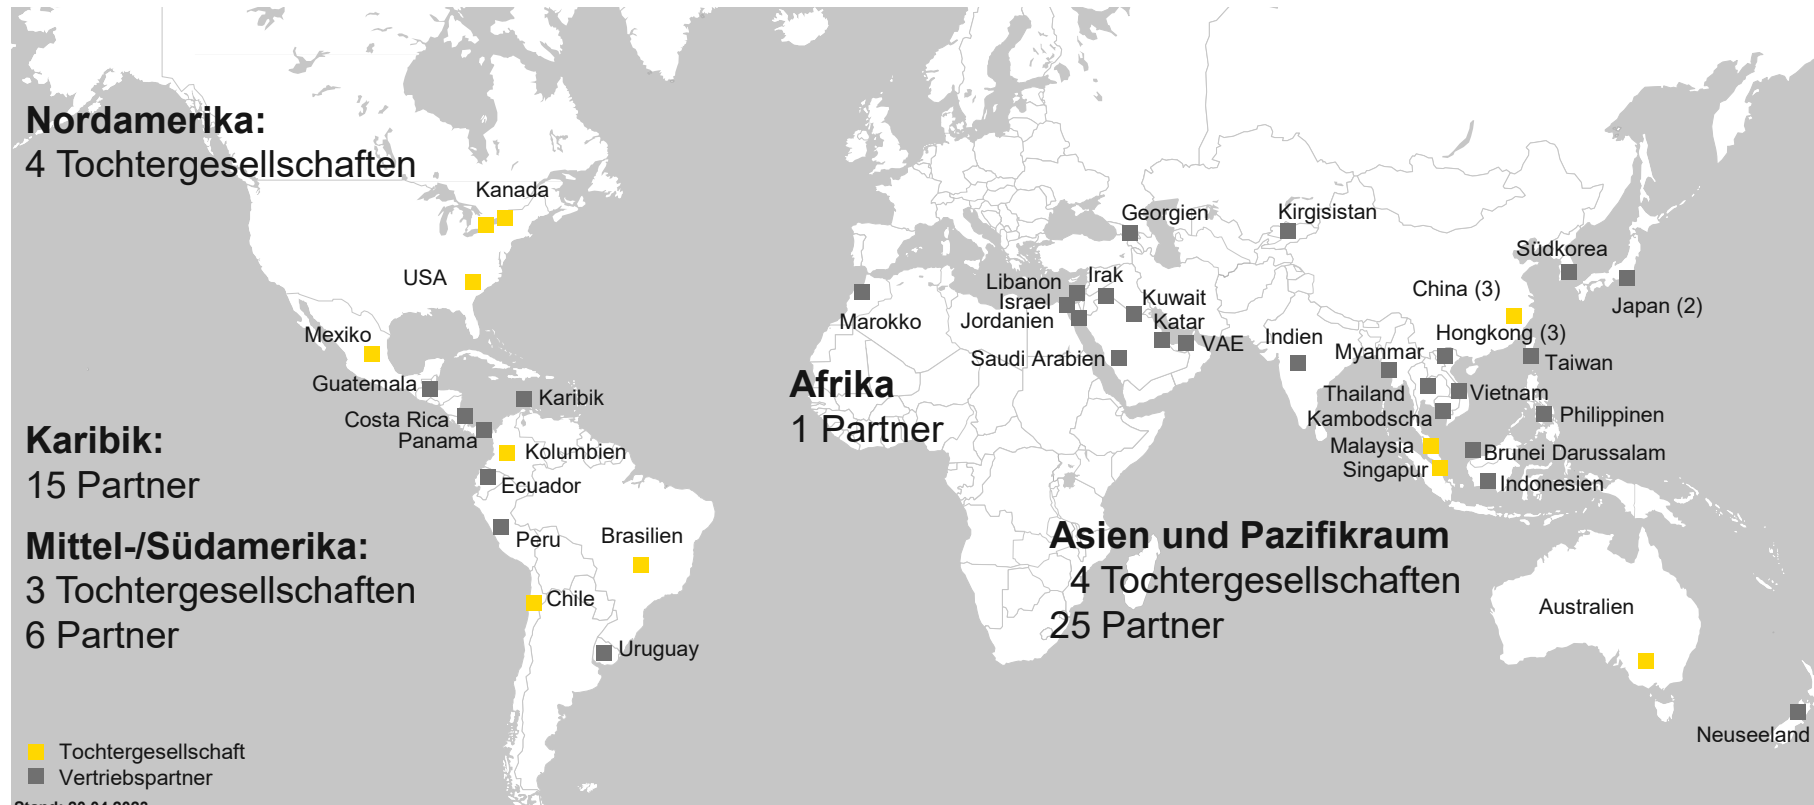 Nordamerika:
4 Tochtergesellschaften
Kanada
USA
Mexiko
Guatemala
Costa Rica
Panama
Karibik
Karibik:
15 Partner
Kolumbien
Ecuador
Mittel-/Südamerika:
3 Tochtergesellschaften
6 Partner
Peru
Brasilien
Chile
Uruguay
Georgien
Kirgisistan
Libanon
Irak
Israel
Jordanien
Kuwait
Katar
VAE
Saudi Arabien
Marokko
Afrika
1 Partner
Indien
Südkorea
China (3)
Japan (2)
Hongkong (3)
Myanmar
Taiwan
Thailand
Vietnam
Kambodscha
Philippinen
Malaysia
Brunei Darussalam
Singapur
Indonesien
Asien und Pazifikraum
4 Tochtergesellschaften
25 Partner
Australien
Neuseeland
Tochtergesellschaft
Vertriebspartner